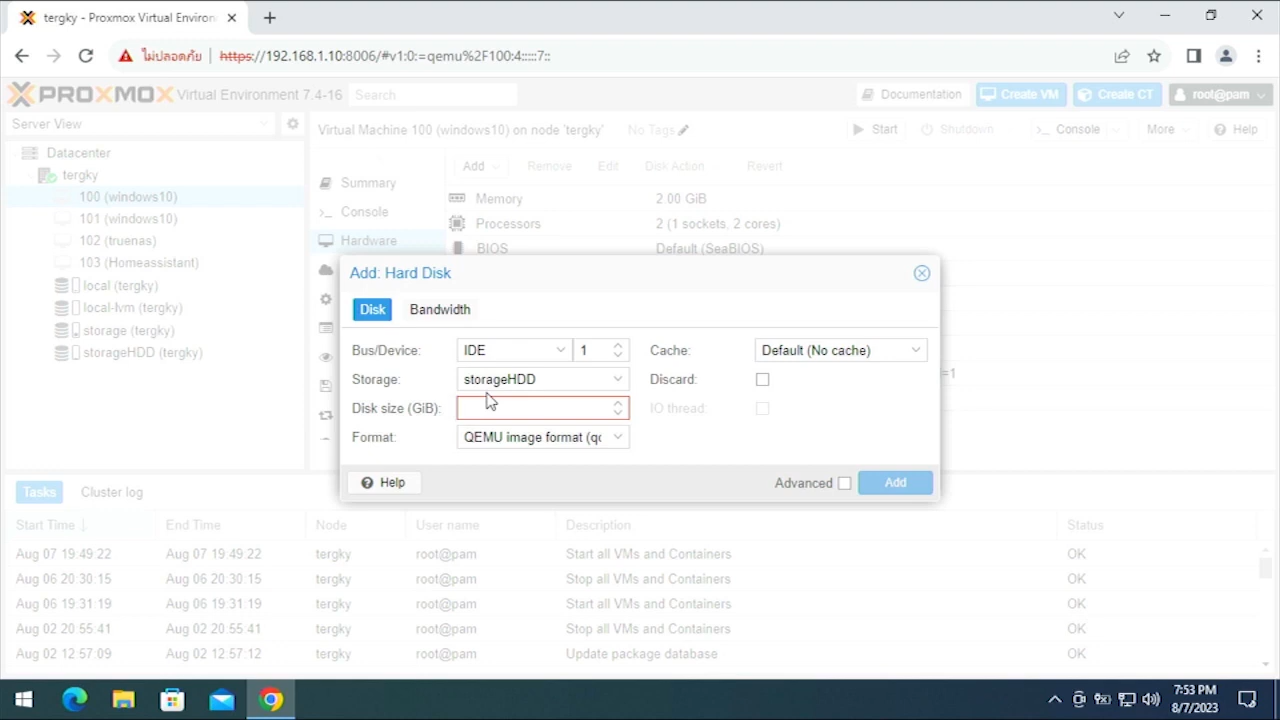 tergky - Proxmox Virtual Environ
ไม่ปลอดภัย https://192.168.1.10:8006/#v1:0:=qemu%2F100:4:::::7::
PROXMOX Virtual Environment 7.4-16 Search Documentation Create VM Create CT root@pam
Server View Virtual Machine 100 (windows10) on node 'tergky' No Tags Start Shutdown Console More Help
Datacenter
tergky
100 (windows10)
101 (windows10)
102 (truenas)
103 (Homeassistant)
local (tergky)
local-lvm (tergky)
storage (tergky)
storageHDD (tergky)
Summary
Console
Hardware
Add Remove Edit Disk Action Revert
Memory 2.00 GiB
Processors 2 (1 sockets, 2 cores)
BIOS Default (SeaBIOS)
=1
Add: Hard Disk
Disk Bandwidth
Bus/Device: IDE 1 Cache: Default (No cache)
Storage: storageHDD Discard:
Disk size (GiB): IO thread:
Format: QEMU image format (qc
Help Advanced Add
Tasks Cluster log
Start Time End Time Node User name Description Status
Aug 07 19:49:22 Aug 07 19:49:22 tergky root@pam Start all VMs and Containers OK
Aug 06 20:30:15 Aug 06 20:30:15 tergky root@pam Stop all VMs and Containers OK
Aug 06 19:31:19 Aug 06 19:31:19 tergky root@pam Start all VMs and Containers OK
Aug 02 20:55:41 Aug 02 20:55:41 tergky root@pam Stop all VMs and Containers OK
Aug 02 12:57:09 Aug 02 12:57:12 tergky root@pam Update package database OK
7:53 PM
8/7/2023